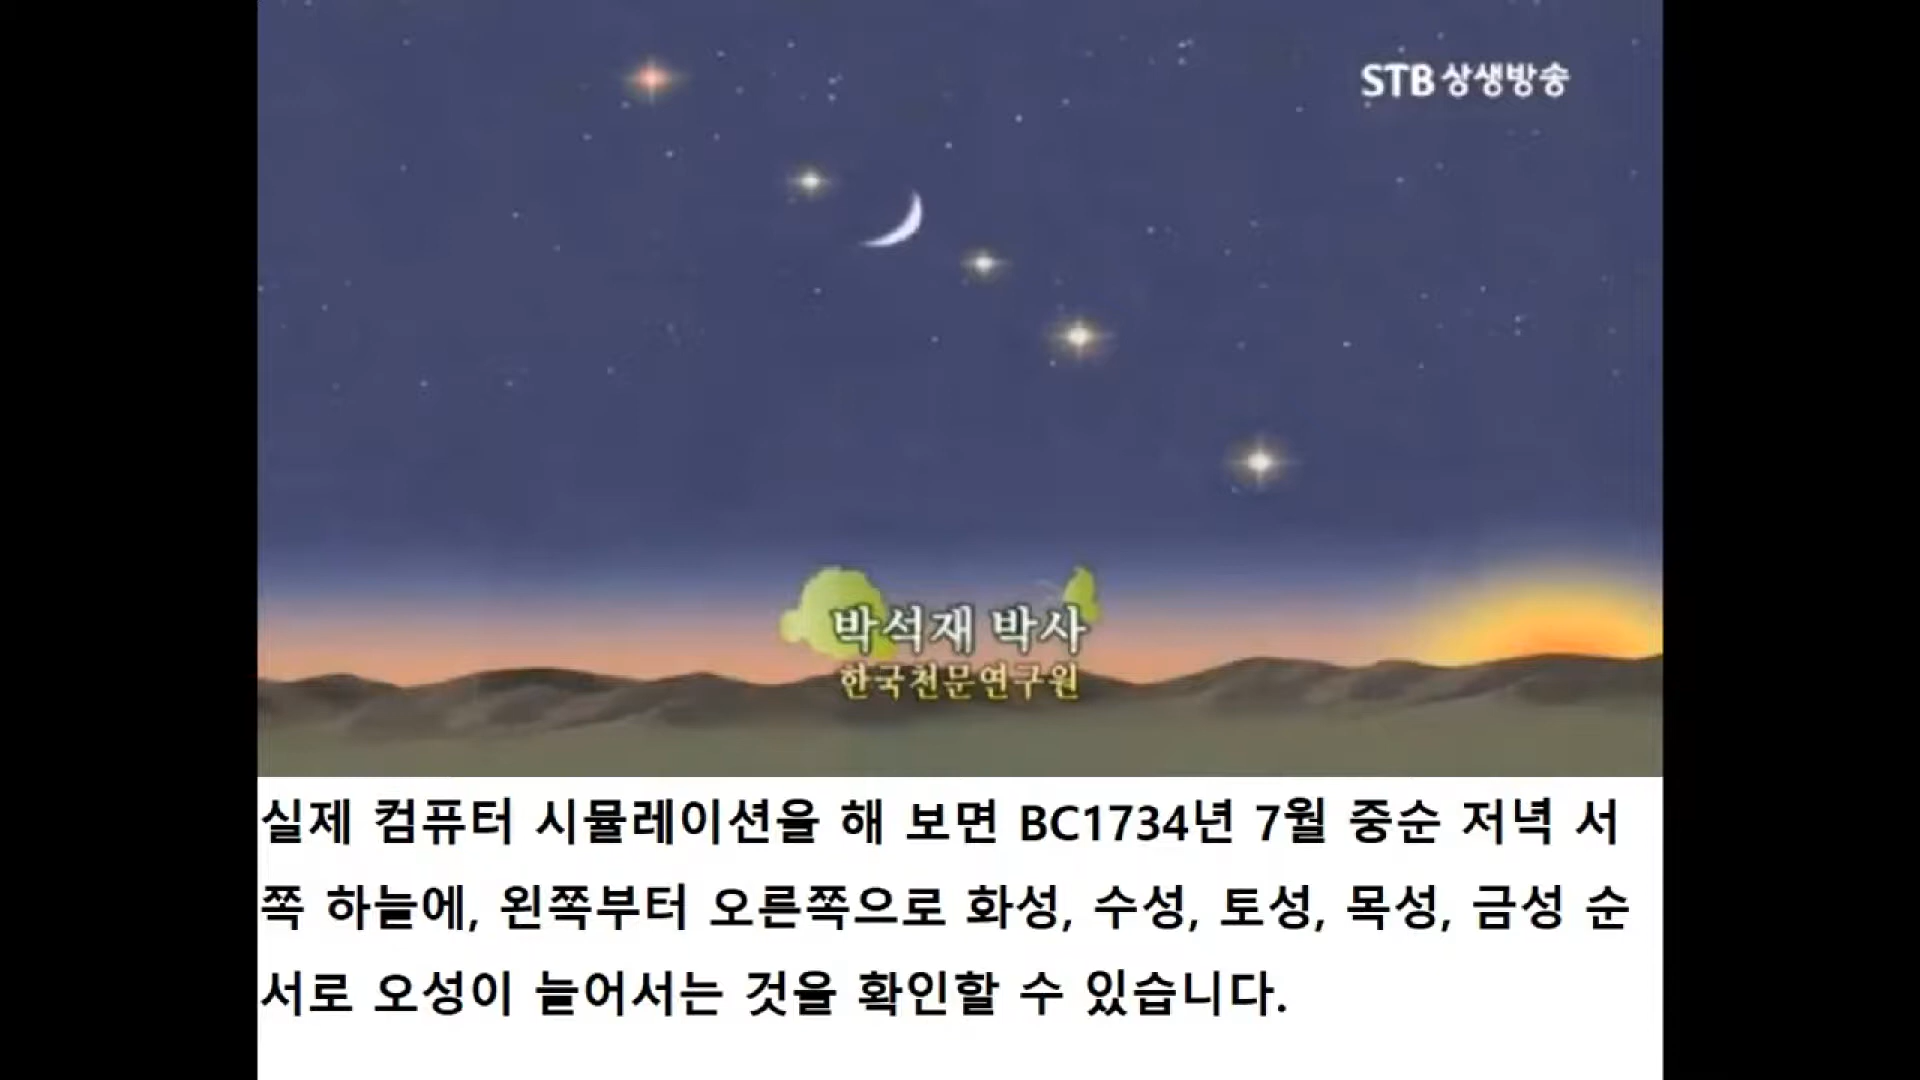 STB 상생방송
박석재 박사
한국천문연구원
실제 컴퓨터 시뮬레이션을 해 보면 BC1734년 7월 중순 저녁 서
쪽 하늘에, 왼쪽부터 오른쪽으로 화성, 수성, 토성, 목성, 금성 순
서로 오성이 늘어서는 것을 확인할 수 있습니다.